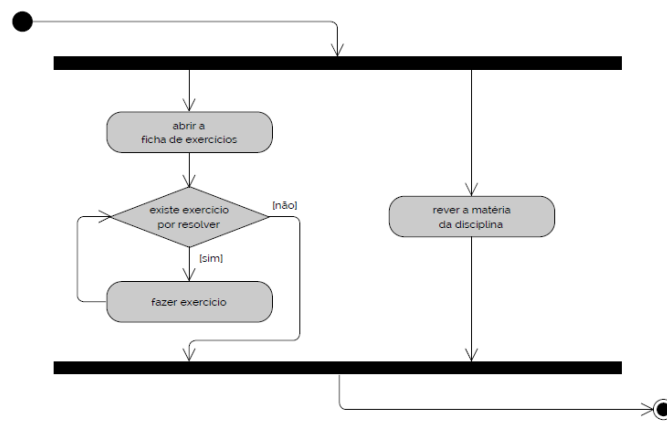 abrir a
ficha de exercícios
existe exercício
por resolver
[não]
[sim]
fazer exercício
rever a matéria
da disciplina